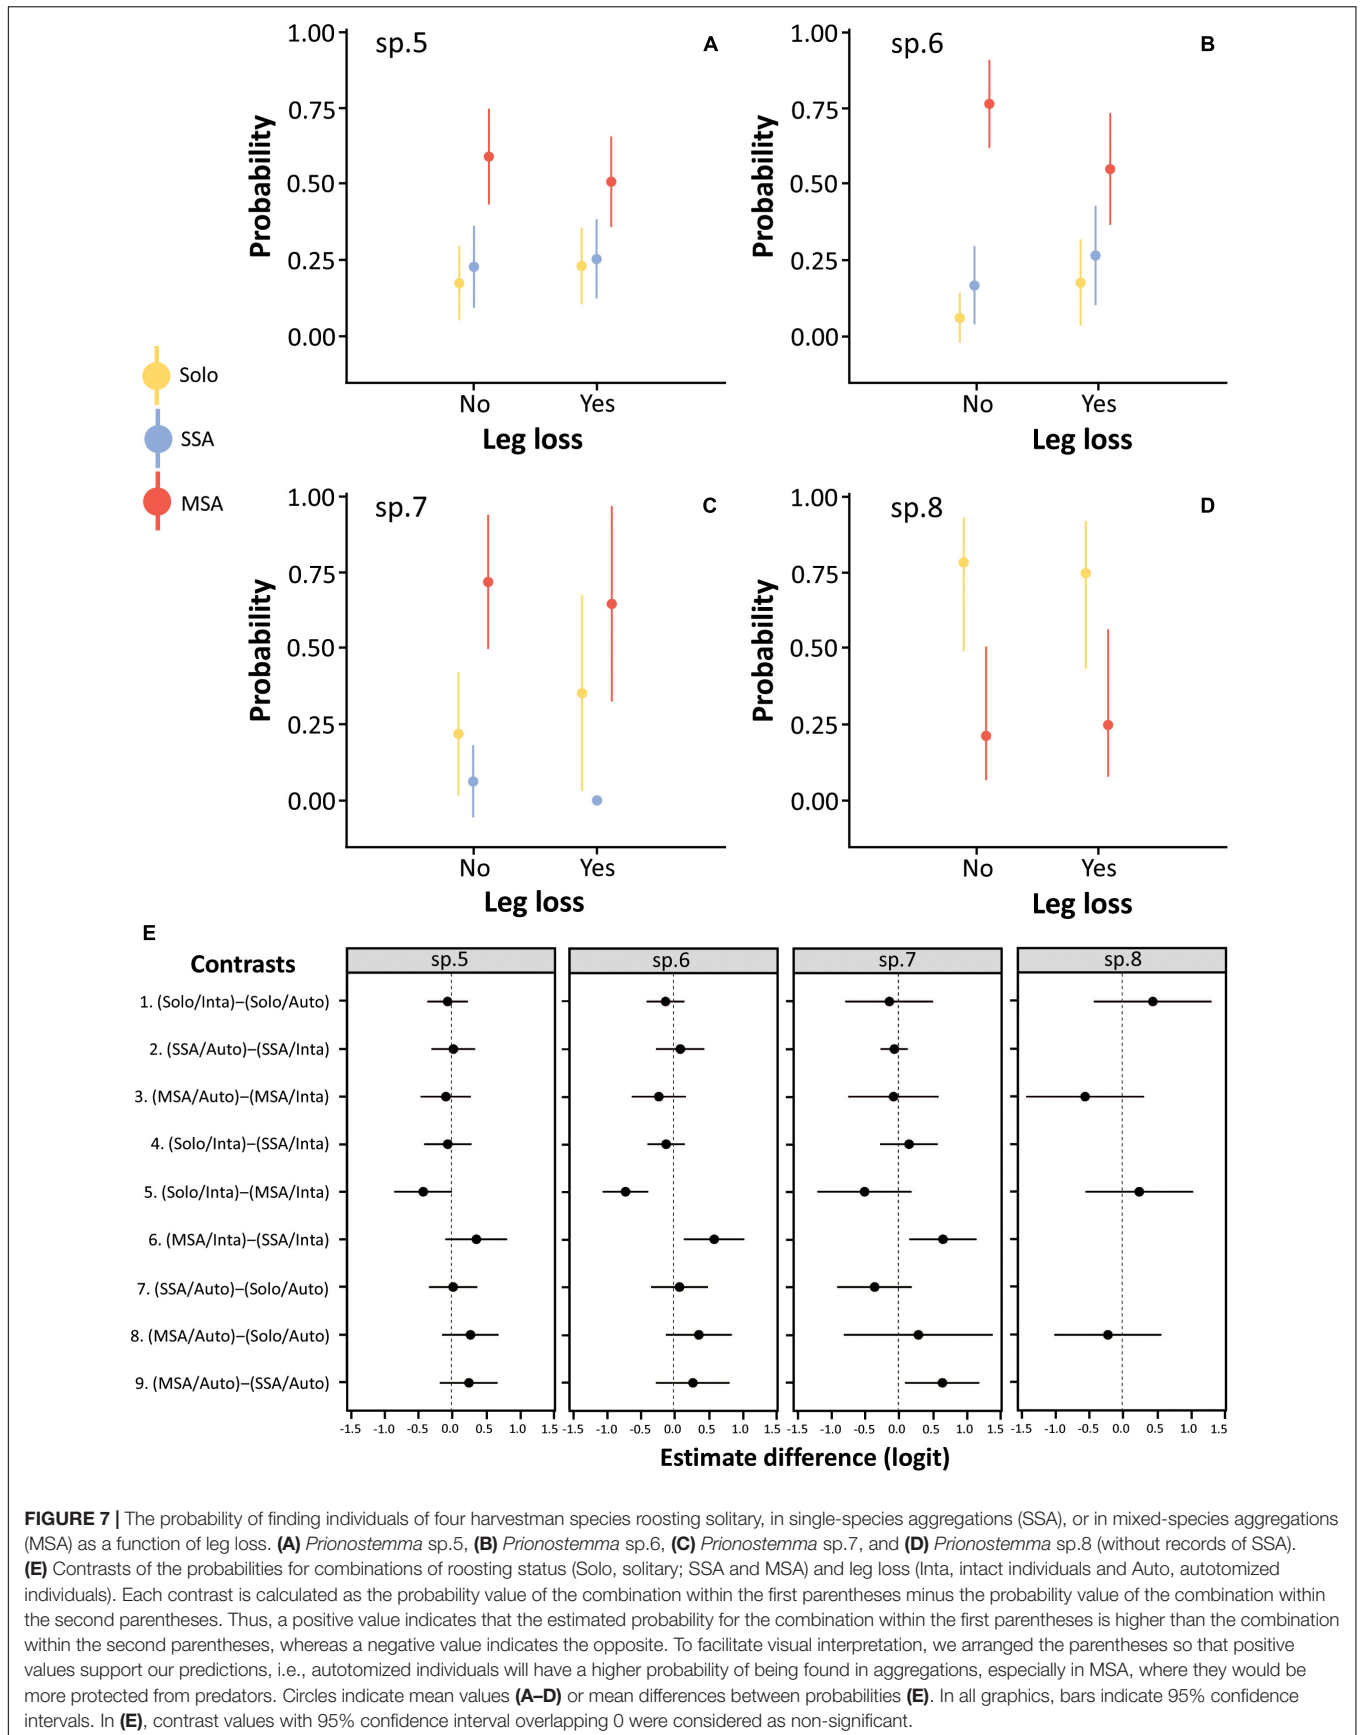 sp.5
A
1.00
0.75
0.50
0.25
0.00
Probability
No
Yes
Leg loss
sp.6
B
1.00
0.75
0.50
0.25
0.00
Probability
No
Yes
Leg loss
Solo
SSA
MSA
sp.7
C
1.00
0.75
0.50
0.25
0.00
Probability
No
Yes
Leg loss
sp.8
D
1.00
0.75
0.50
0.25
0.00
Probability
No
Yes
Leg loss
E
Contrasts
sp.5
sp.6
sp.7
sp.8
1. (Solo/Inta)–(Solo/Auto)
2. (SSA/Auto)–(SSA/Inta)
3. (MSA/Auto)–(MSA/Inta)
4. (Solo/Inta)–(SSA/Inta)
5. (Solo/Inta)–(MSA/Inta)
6. (MSA/Inta)–(SSA/Inta)
7. (SSA/Auto)–(Solo/Auto)
8. (MSA/Auto)–(Solo/Auto)
9. (MSA/Auto)–(SSA/Auto)
-1.5 -1.0 -0.5 0.0 0.5 1.0 1.5
-1.5 -1.0 -0.5 0.0 0.5 1.0 1.5
-1.5 -1.0 -0.5 0.0 0.5 1.0 1.5
-1.5 -1.0 -0.5 0.0 0.5 1.0 1.5
Estimate difference (logit)
FIGURE 7 | The probability of finding individuals of four harvestman species roosting solitary, in single-species aggregations (SSA), or in mixed-species aggregations
(MSA) as a function of leg loss. (A) Prionostemma sp.5, (B) Prionostemma sp.6, (C) Prionostemma sp.7, and (D) Prionostemma sp.8 (without records of SSA).
(E) Contrasts of the probabilities for combinations of roosting status (Solo, solitary; SSA and MSA) and leg loss (Inta, intact individuals and Auto, autotomized
individuals). Each contrast is calculated as the probability value of the combination within the first parentheses minus the probability value of the combination within
the second parentheses. Thus, a positive value indicates that the estimated probability for the combination within the first parentheses is higher than the combination
within the second parentheses, whereas a negative value indicates the opposite. To facilitate visual interpretation, we arranged the parentheses so that positive
values support our predictions, i.e., autotomized individuals will have a higher probability of being found in aggregations, especially in MSA, where they would be
more protected from predators. Circles indicate mean values (A–D) or mean differences between probabilities (E). In all graphics, bars indicate 95% confidence
intervals. In (E), contrast values with 95% confidence interval overlapping 0 were considered as non-significant.